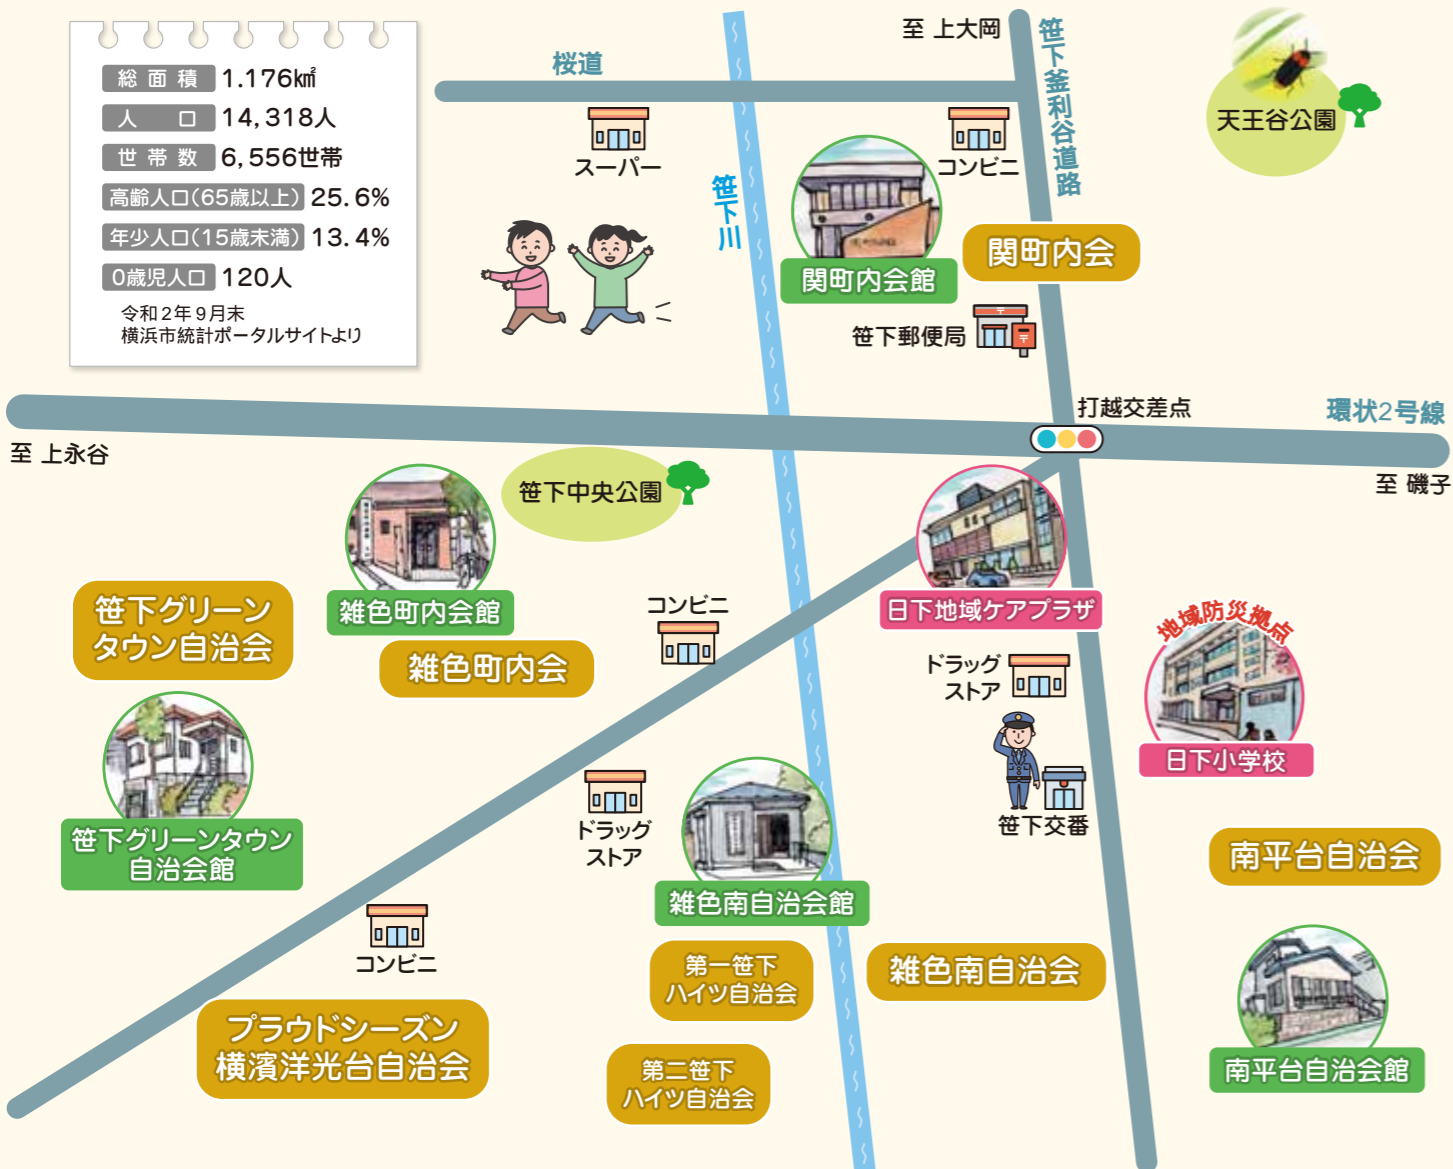 総面積 1.176㎢
人口 14,318人
世帯数 6,556世帯
高齢人口(65歳以上) 25.6%
年少人口(15歳未満) 13.4%
0歳児人口 120人
令和2年9月末
横浜市統計ポータルサイトより
至 上大岡
桜道
笹下釜利谷道路
天王谷公園
スーパー
コンビニ
笹下川
関町内会館
関町内会
笹下郵便局
打越交差点
環状2号線
至 上永谷
至 磯子
笹下中央公園
雑色町内会館
雑色町内会
笹下グリーン
タウン自治会
コンビニ
日下地域ケアプラザ
地域防災拠点
日下小学校
ドラッグ
ストア
笹下交番
笹下グリーンタウン
自治会館
ドラッグ
ストア
雑色南自治会館
南平台自治会
コンビニ
第一笹下
ハイツ自治会
雑色南自治会
プラウドシーズン
横濱洋光台自治会
第二笹下
ハイツ自治会
南平台自治会館